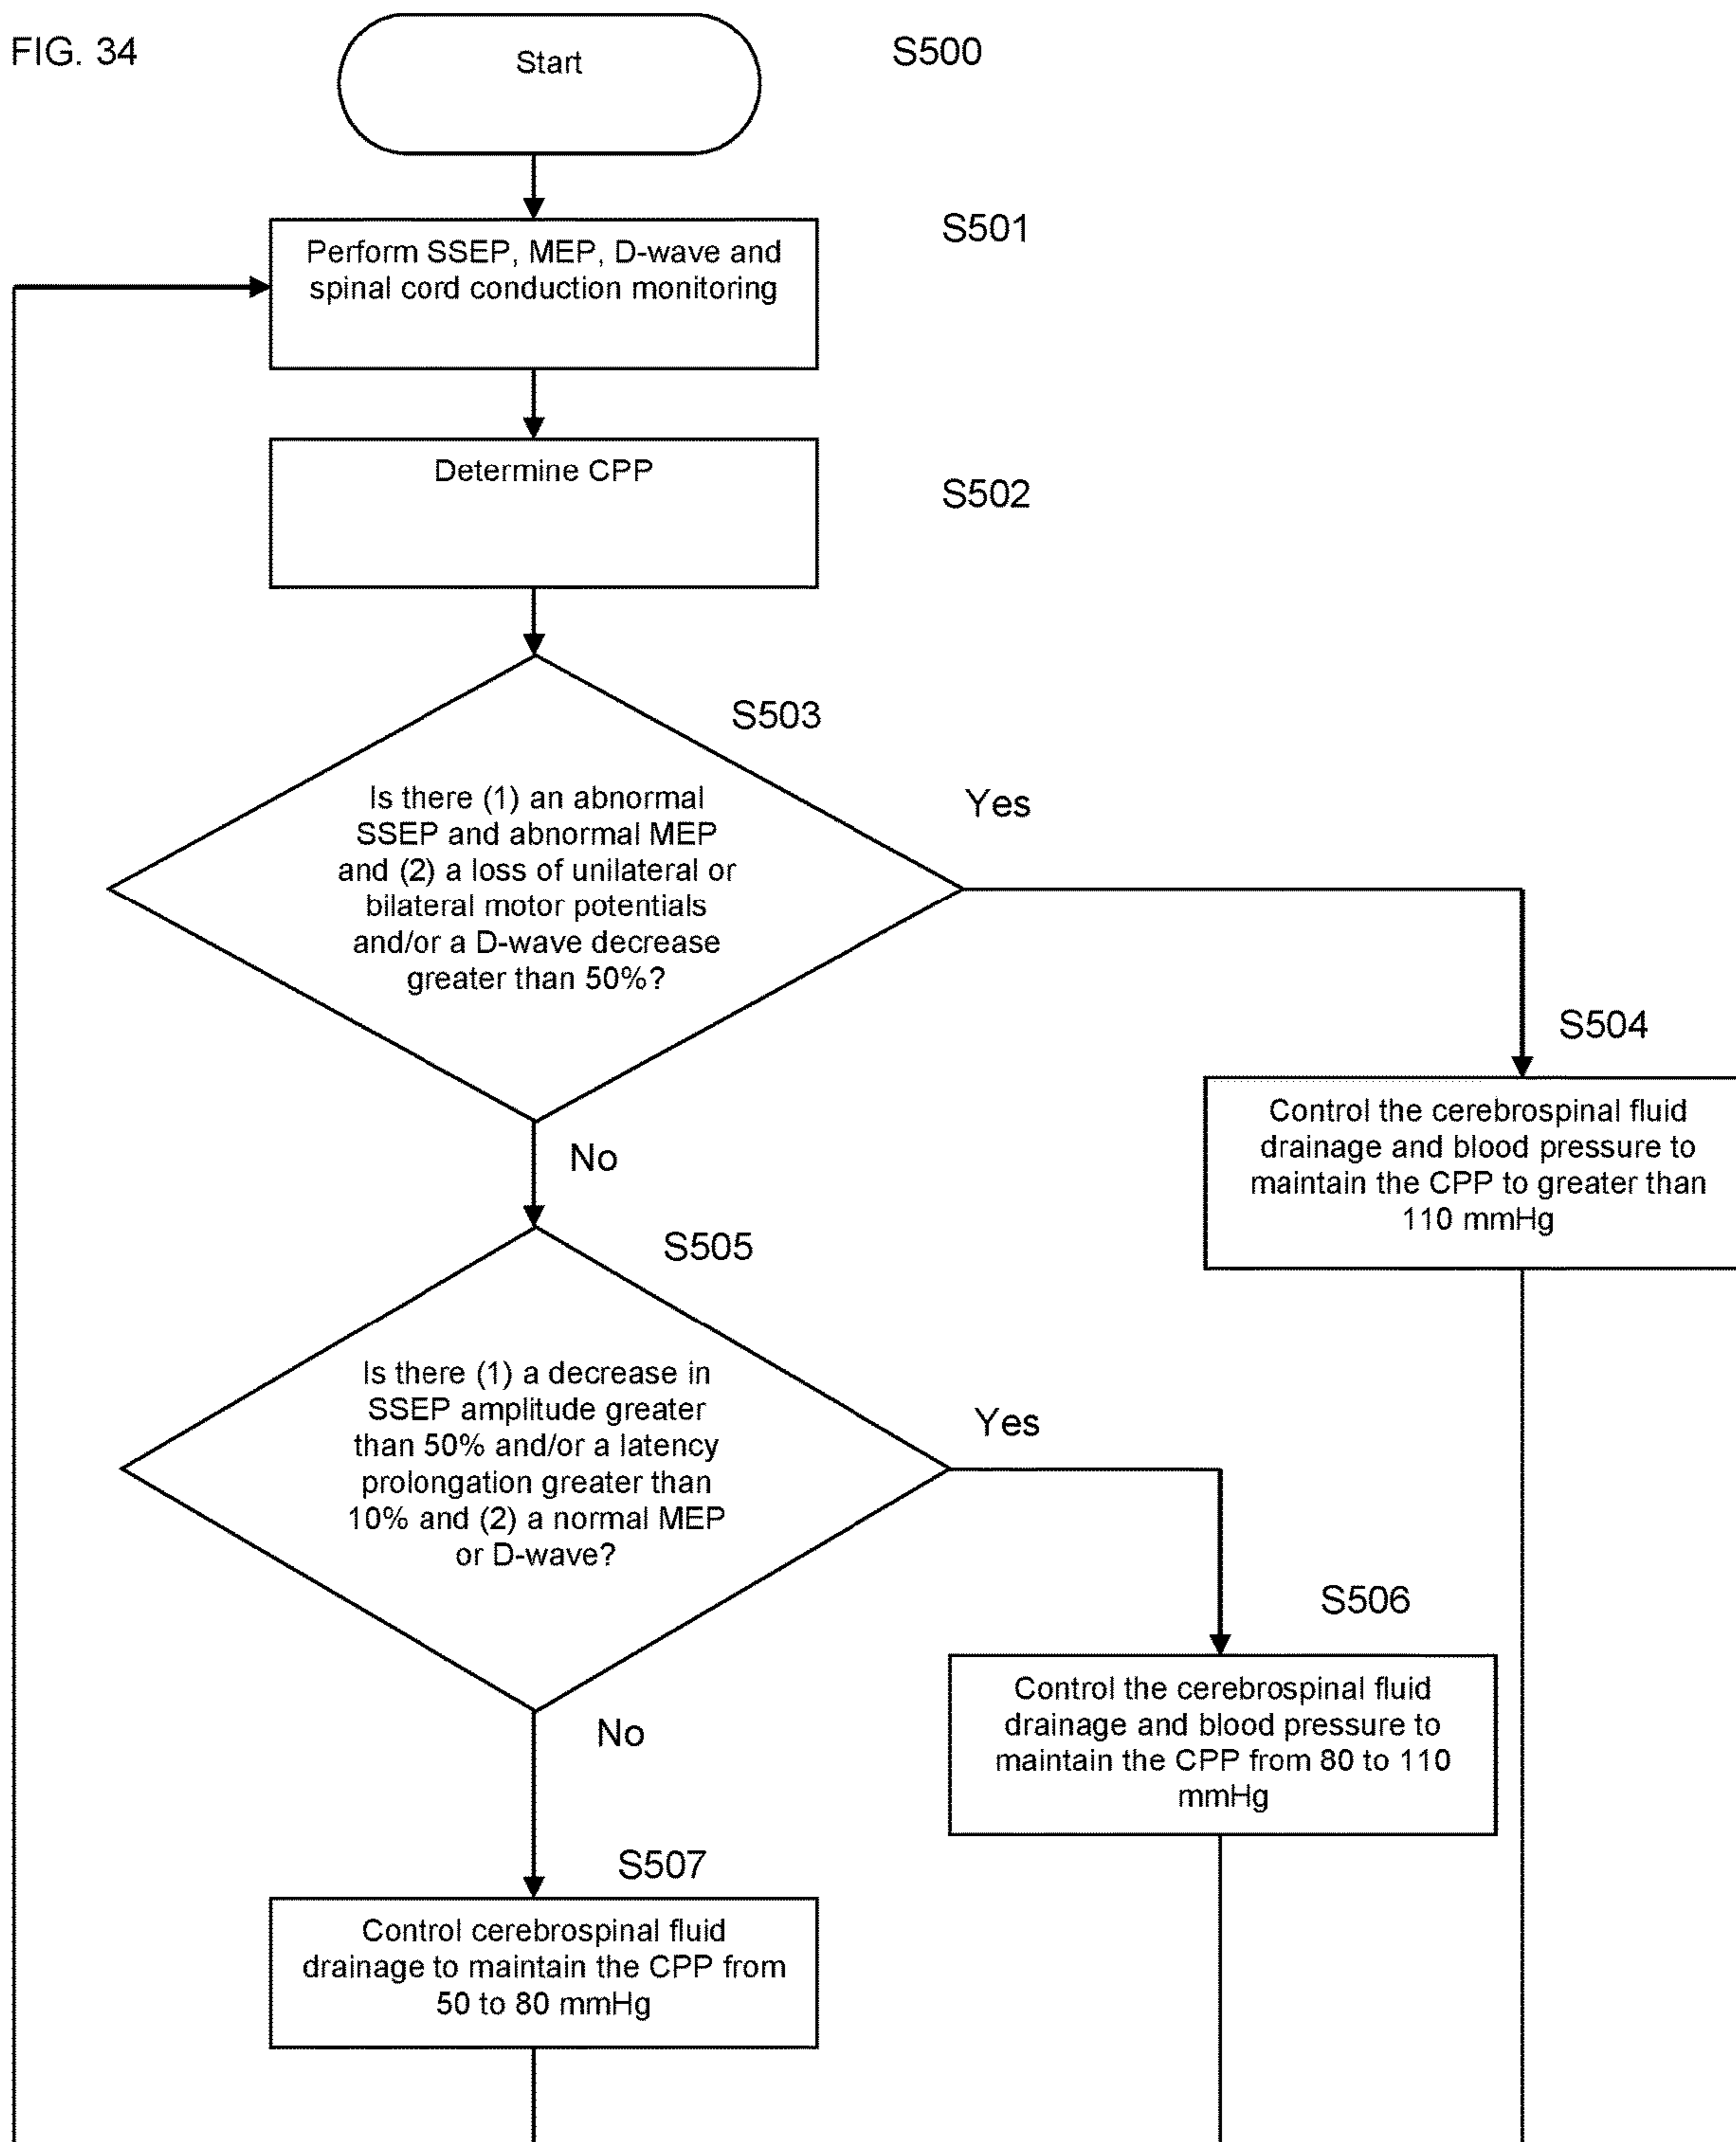 FIG. 34
Start
S500
S501
Perform SSEP, MEP, D-wave and
spinal cord conduction monitoring
Determine CPP
S502
S503
Is there (1) an abnormal
SSEP and abnormal MEP
and (2) a loss of unilateral or
bilateral motor potentials
and/or a D-wave decrease
greater than 50%?
Yes
S504
Control the cerebrospinal fluid
drainage and blood pressure to
maintain the CPP to greater than
110 mmHg
No
S505
Is there (1) a decrease in
SSEP amplitude greater
than 50% and/or a latency
prolongation greater than
10% and (2) a normal MEP
or D-wave?
Yes
S506
Control the cerebrospinal fluid
drainage and blood pressure to
maintain the CPP from 80 to 110
mmHg
No
S507
Control cerebrospinal fluid
drainage to maintain the CPP from
50 to 80 mmHg